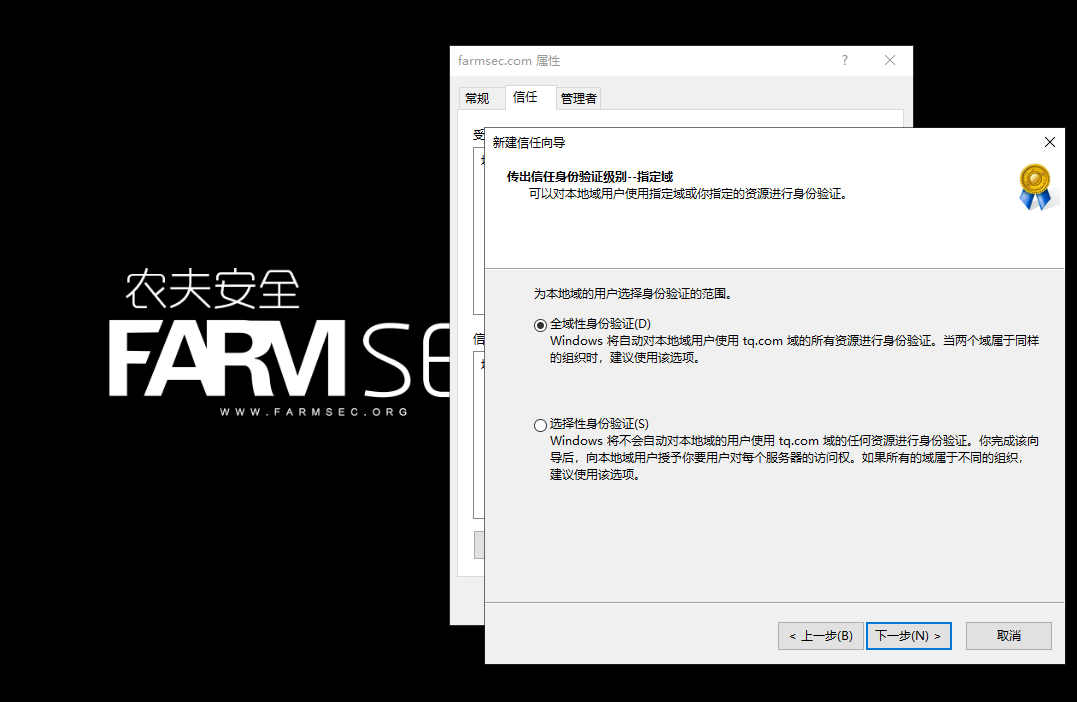 farmsec.com 属性
常规
信任
管理者
新建信任向导
传出信任身份验证级别--指定域
可以对本地域用户使用指定域或你指定的资源进行身份验证。
为本地域的用户选择身份验证的范围。
全域性身份验证(D)
Windows 将自动对本地域用户使用 tq.com 域的所有资源进行身份验证。当两个域属于同样
的组织时，建议使用该选项。
选择性身份验证(S)
Windows 将不会自动对本地域的用户使用 tq.com 域的任何资源进行身份验证。你完成该向
导后，向本地域用户授予你要用户对每个服务器的访问权。如果所有的域属于不同的组织，
建议使用该选项。
< 上一步(B)
下一步(N) >
取消
农夫安全
FARMSE
WWW.FARMSEC.ORG
受
信